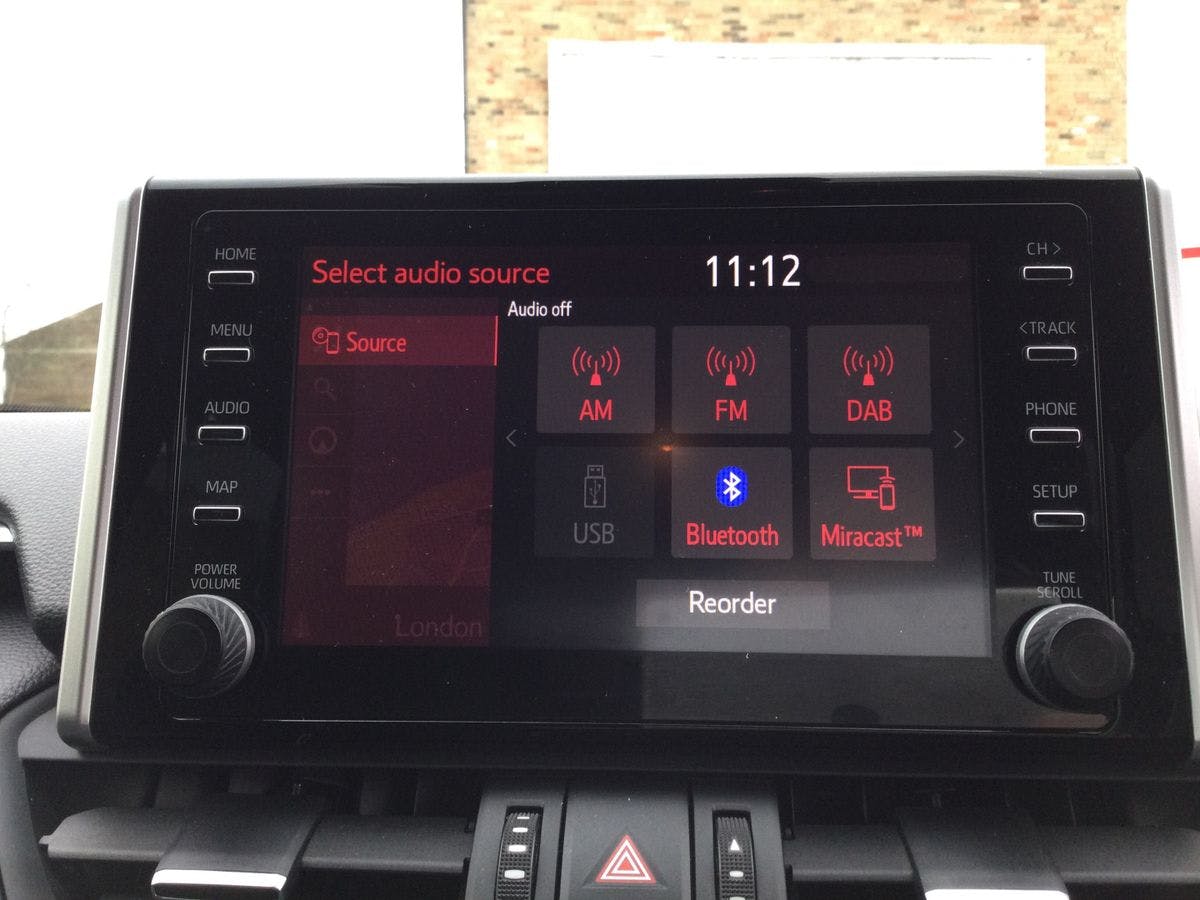 HOME
MENU
AUDIO
MAP
POWER
VOLUME
Select audio source
11:12
Source
London
Audio off
AM
FM
DAB
USB
Bluetooth
Miracast™
Reorder
CH >
<TRACK
PHONE
SETUP
TUNE
SCROLL